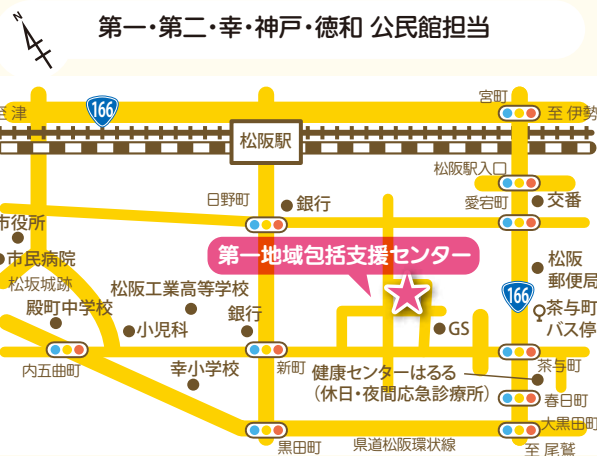 N
第一・第二・幸・神戸・徳和 公民館担当
宮町
至 津
166
至 伊勢
松阪駅
松阪駅入口
日野町
銀行
愛宕町
交番
市役所
第一地域包括支援センター
市民病院
松坂城跡
松阪
郵便局
松阪工業高等学校
166
殿町中学校
銀行
茶与町
バス停
小児科
GS
内五曲町
幸小学校
新町
健康センターはるる
(休日・夜間応急診療所)
茶与町
春日町
大黒田町
黒田町
県道松阪環状線
至 尾鷲